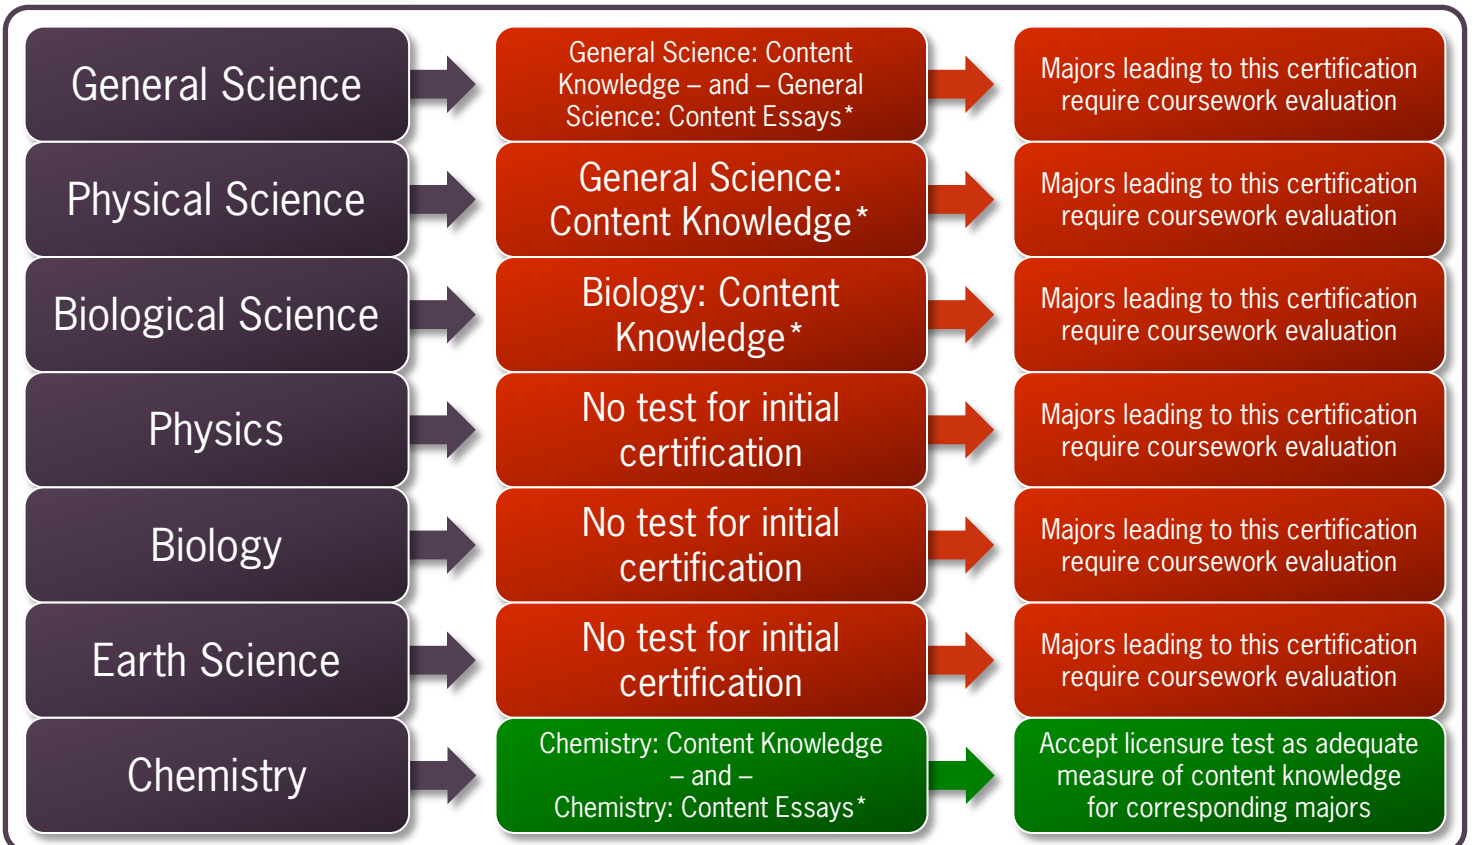 General Science
General Science: Content
Knowledge – and – General
Science: Content Essays*
Majors leading to this certification
require coursework evaluation
Physical Science
General Science:
Content Knowledge*
Majors leading to this certification
require coursework evaluation
Biological Science
Biology: Content
Knowledge*
Majors leading to this certification
require coursework evaluation
Physics
No test for initial
certification
Majors leading to this certification
require coursework evaluation
Biology
No test for initial
certification
Majors leading to this certification
require coursework evaluation
Earth Science
No test for initial
certification
Majors leading to this certification
require coursework evaluation
Chemistry
Chemistry: Content Knowledge
– and –
Chemistry: Content Essays*
Accept licensure test as adequate
measure of content knowledge
for corresponding majors